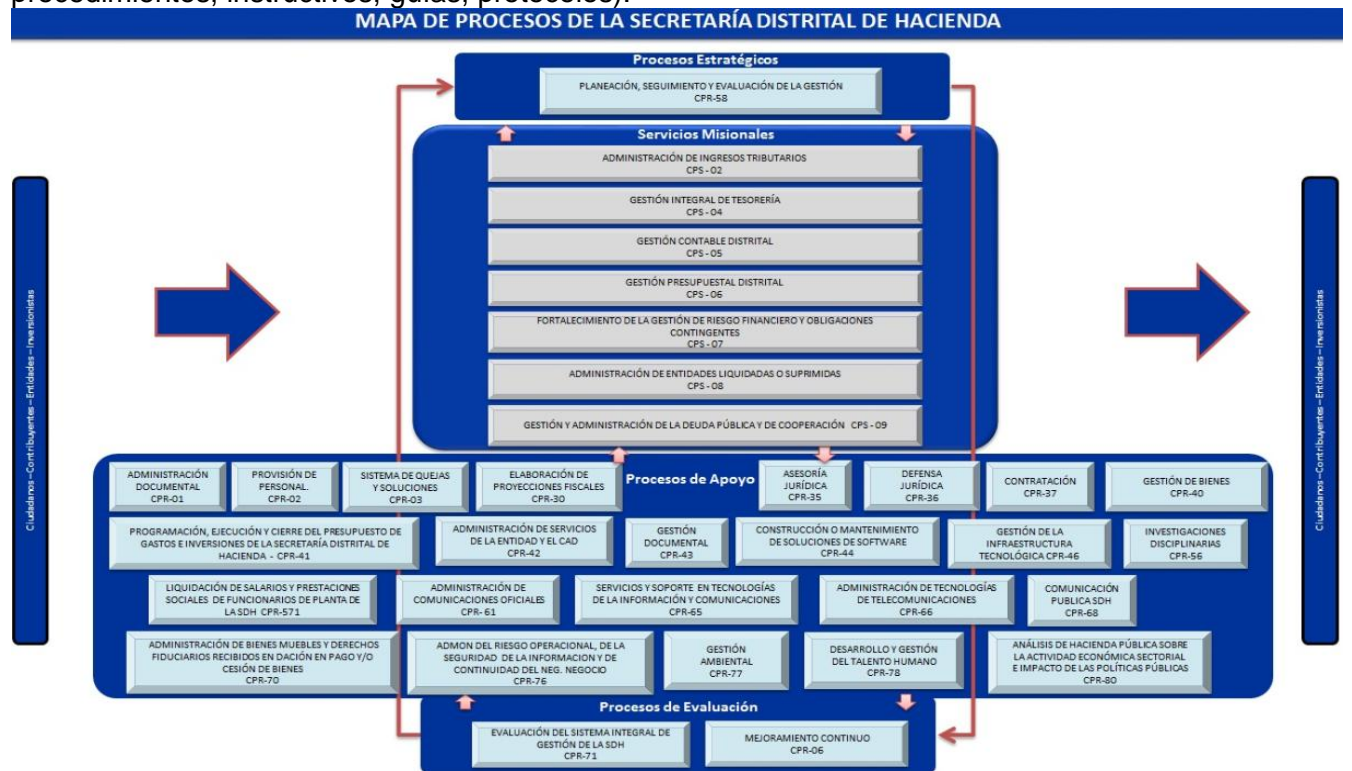 procedimientos, instructivos, guías, protocolos).
MAPA DE PROCESOS DE LA SECRETARÍA DISTRITAL DE HACIENDA
Procesos Estratégicos
PLANEACIÓN, SEGUIMIENTO Y EVALUACIÓN DE LA GESTIÓN
CPR-58
Servicios Misionales
ADMINISTRACIÓN DE INGRESOS TRIBUTARIOS
CPS - 02
GESTIÓN INTEGRAL DE TESORERÍA
CPS - 04
GESTIÓN CONTABLE DISTRITAL
CPS - 05
GESTIÓN PRESUPUESTAL DISTRITAL
CPS - 06
FORTALECIMIENTO DE LA GESTIÓN DE RIESGO FINANCIERO Y OBLIGACIONES
CONTINGENTES
CPS - 07
ADMINISTRACIÓN DE ENTIDADES LIQUIDADAS O SUPRIMIDAS
CPS - 08
GESTIÓN Y ADMINISTRACIÓN DE LA DEUDA PÚBLICA Y DE COOPERACIÓN CPS - 09
Ciudadanos–Contribuyentes–Entidades–Inversionistas
Ciudadanos–Contribuyentes–Entidades–Inversionistas
Procesos de Apoyo
ADMINISTRACIÓN
DOCUMENTAL
CPR-01
PROVISIÓN DE
PERSONAL.
CPR-02
SISTEMA DE QUEJAS
Y SOLUCIONES
CPR-03
ELABORACIÓN DE
PROYECCIONES FISCALES
CPR-30
ASESORÍA
JURÍDICA
CPR-35
DEFENSA
JURÍDICA
CPR-36
CONTRATACIÓN
CPR-37
GESTIÓN DE BIENES
CPR-40
PROGRAMACIÓN, EJECUCIÓN Y CIERRE DEL PRESUPUESTO DE
GASTOS E INVERSIONES DE LA SECRETARÍA DISTRITAL DE
HACIENDA - CPR-41
ADMINISTRACIÓN DE SERVICIOS
DE LA ENTIDAD Y EL CAD
CPR-42
GESTIÓN
DOCUMENTAL
CPR-43
CONSTRUCCIÓN O MANTENIMIENTO
DE SOLUCIONES DE SOFTWARE
CPR-44
GESTIÓN DE LA
INFRAESTRUCTURA
TECNOLÓGICA CPR-46
INVESTIGACIONES
DISCIPLINARIAS
CPR-56
LIQUIDACIÓN DE SALARIOS Y PRESTACIONES
SOCIALES DE FUNCIONARIOS DE PLANTA DE
LA SDH CPR-571
ADMINISTRACIÓN DE
COMUNICACIONES OFICIALES
CPR- 61
SERVICIOS Y SOPORTE EN TECNOLOGÍAS
DE LA INFORMACIÓN Y COMUNICACIONES
CPR-65
ADMINISTRACIÓN DE TECNOLOGÍAS
DE TELECOMUNICACIONES
CPR-66
COMUNICACIÓN
PUBLICA SDH
CPR-68
ADMINISTRACIÓN DE BIENES MUEBLES Y DERECHOS
FIDUCIARIOS RECIBIDOS EN DACIÓN EN PAGO Y/O
CESIÓN DE BIENES
CPR-70
ADMON DEL RIESGO OPERACIONAL, DE LA
SEGURIDAD DE LA INFORMACION Y DE
CONTINUIDAD DEL NEG. NEGOCIO
CPR-76
GESTIÓN
AMBIENTAL
CPR-77
DESARROLLO Y GESTIÓN
DEL TALENTO HUMANO
CPR-78
ANÁLISIS DE HACIENDA PÚBLICA SOBRE
LA ACTIVIDAD ECONÓMICA SECTORIAL
E IMPACTO DE LAS POLÍTICAS PÚBLICAS
CPR-80
Procesos de Evaluación
EVALUACIÓN DEL SISTEMA INTEGRAL DE
GESTIÓN DE LA SDH
CPR-71
MEJORAMIENTO CONTINUO
CPR-06